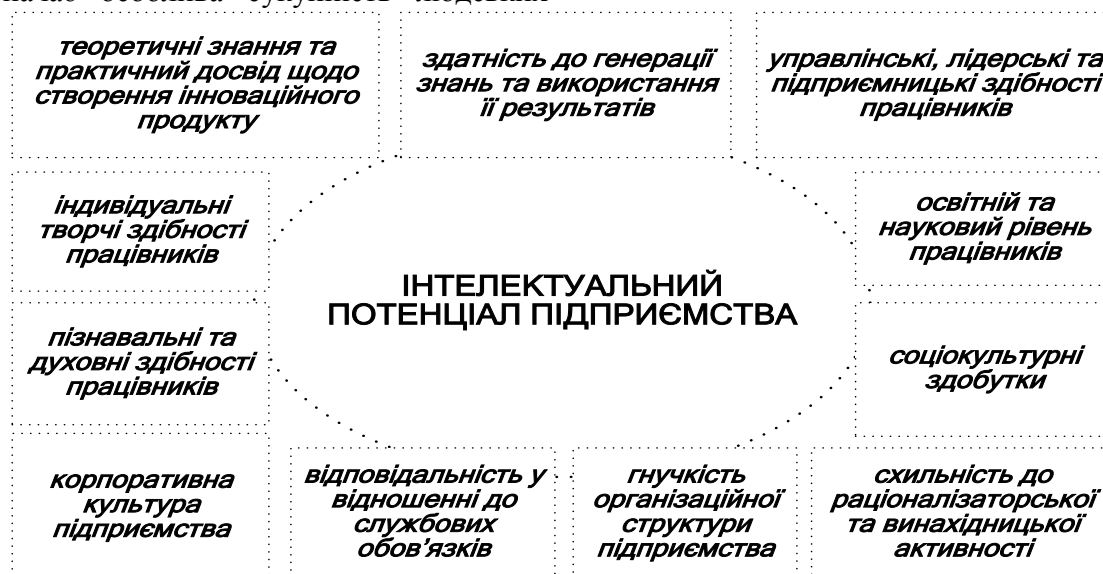 особлива сукупність людських
теоретичні знання та
практичний досвід щодо
створення інноваційного
продукту
здатність до генерації
знань та використання
її результатів
управлінські, лідерські та
підприємницькі здібності
працівників
індивідуальні
творчі здібності
працівників
освітній та
науковий рівень
працівників
ІНТЕЛЕКТУАЛЬНИЙ
ПОТЕНЦІАЛ ПІДПРИЄМСТВА
пізнавальні та
духовні здібності
працівників
соціокультурні
здобутки
корпоративна
культура
підприємства
відповідальність у
відношенні до
службових
обов’язків
гнучкість
організаційної
структури
підприємства
схильність до
раціоналізаторської
та винахідницької
активності